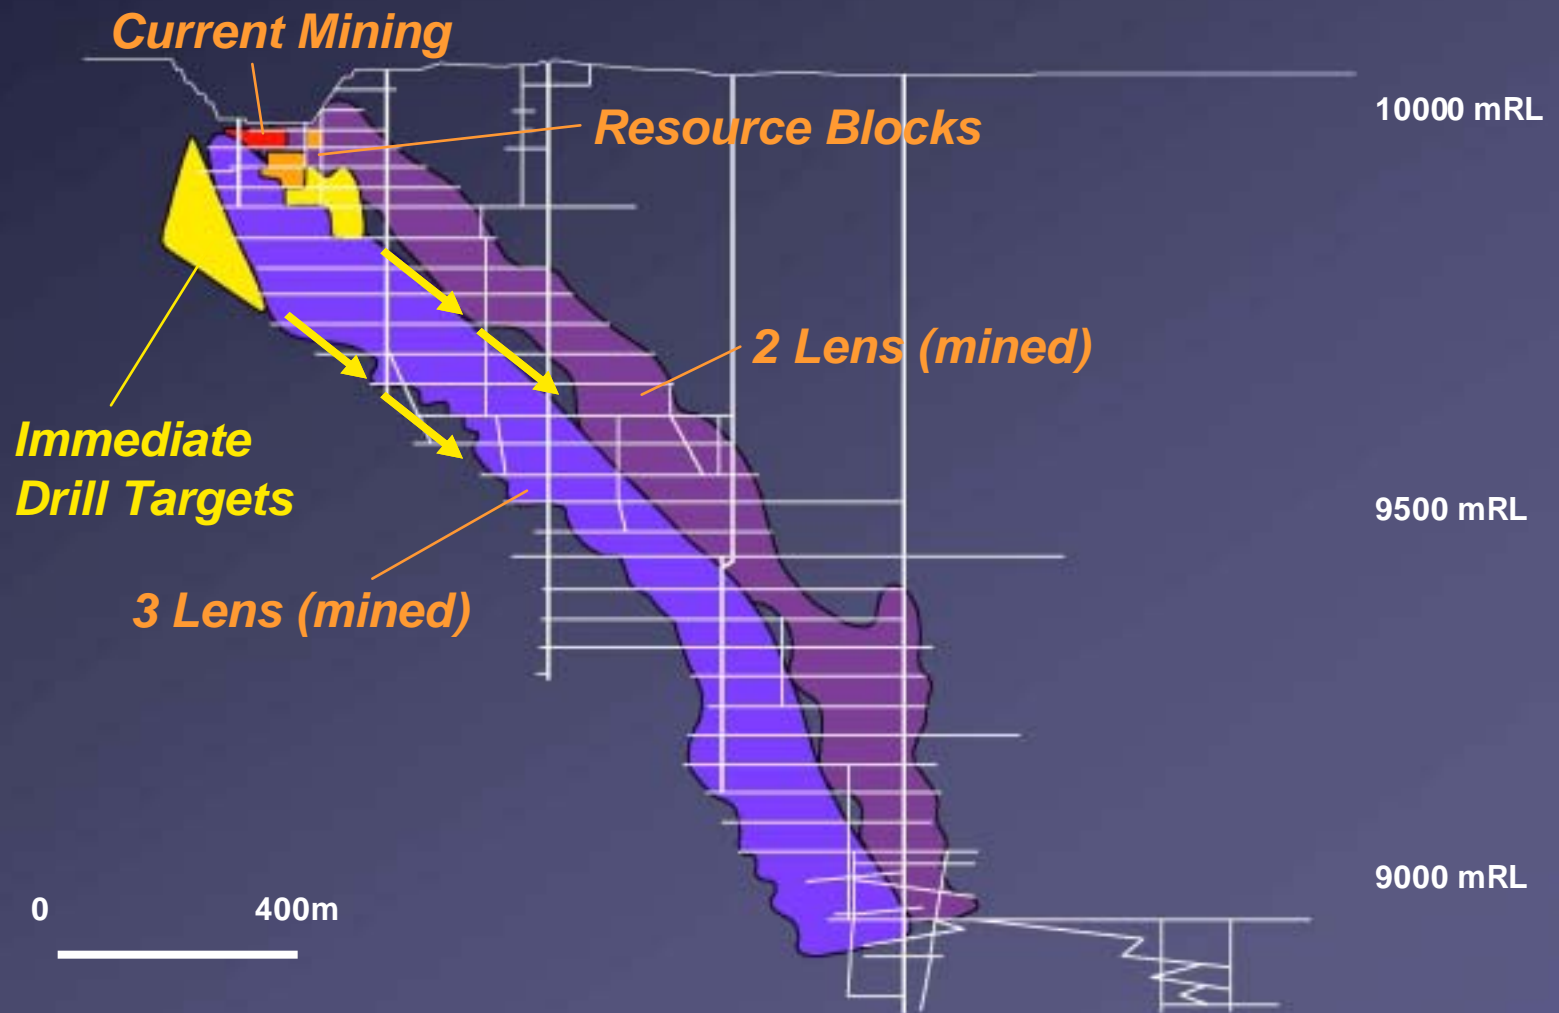 Current Mining
10000 mRL
Resource Blocks
2 Lens (mined)
Immediate
Drill Targets
9500 mRL
3 Lens (mined)
9000 mRL
0 400m